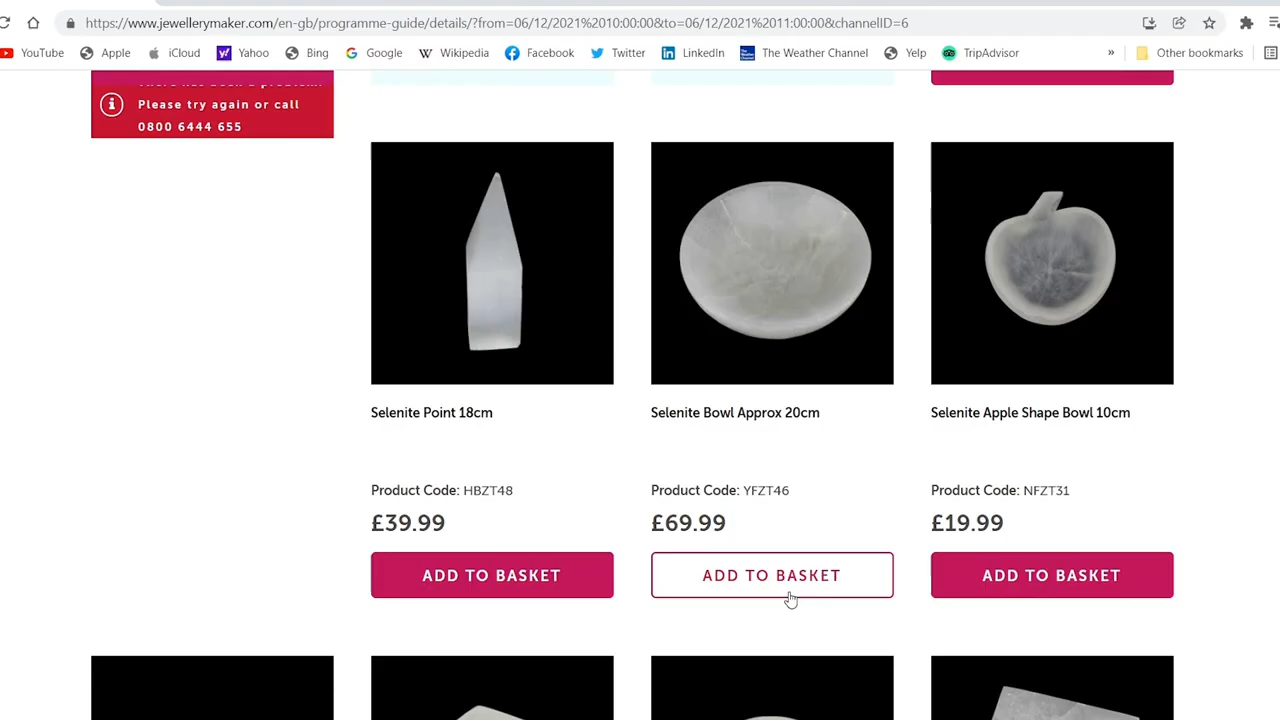 https://www.jewellerymaker.com/en-gb/programme-guide/details/?from=06/12/2021%2010:00:00&to=06/12/2021%2011:00:00&channelID=6
YouTube Apple iCloud Yahoo Bing Google Wikipedia Facebook Twitter LinkedIn The Weather Channel Yelp TripAdvisor » Other bookmarks
There has been a problem.
Please try again or call
0800 6444 655
Selenite Point 18cm
Product Code: HBZT48
£39.99
ADD TO BASKET
Selenite Bowl Approx 20cm
Product Code: YFZT46
£69.99
ADD TO BASKET
Selenite Apple Shape Bowl 10cm
Product Code: NFZT31
£19.99
ADD TO BASKET